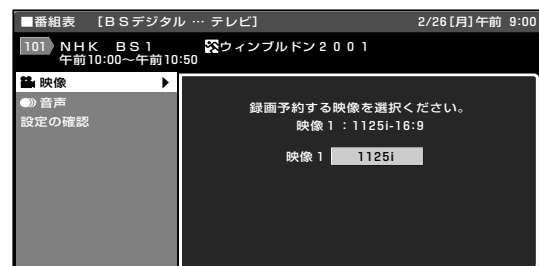 ■番組表 [BSデジタル … テレビ] 2/26[月]午前 9:00
101 NHK BS1 ウィンブルドン2001
午前10:00〜午前10:50
映像
音声
設定の確認
録画予約する映像を選択ください。
映像1：1125i-16:9
映像1 1125i